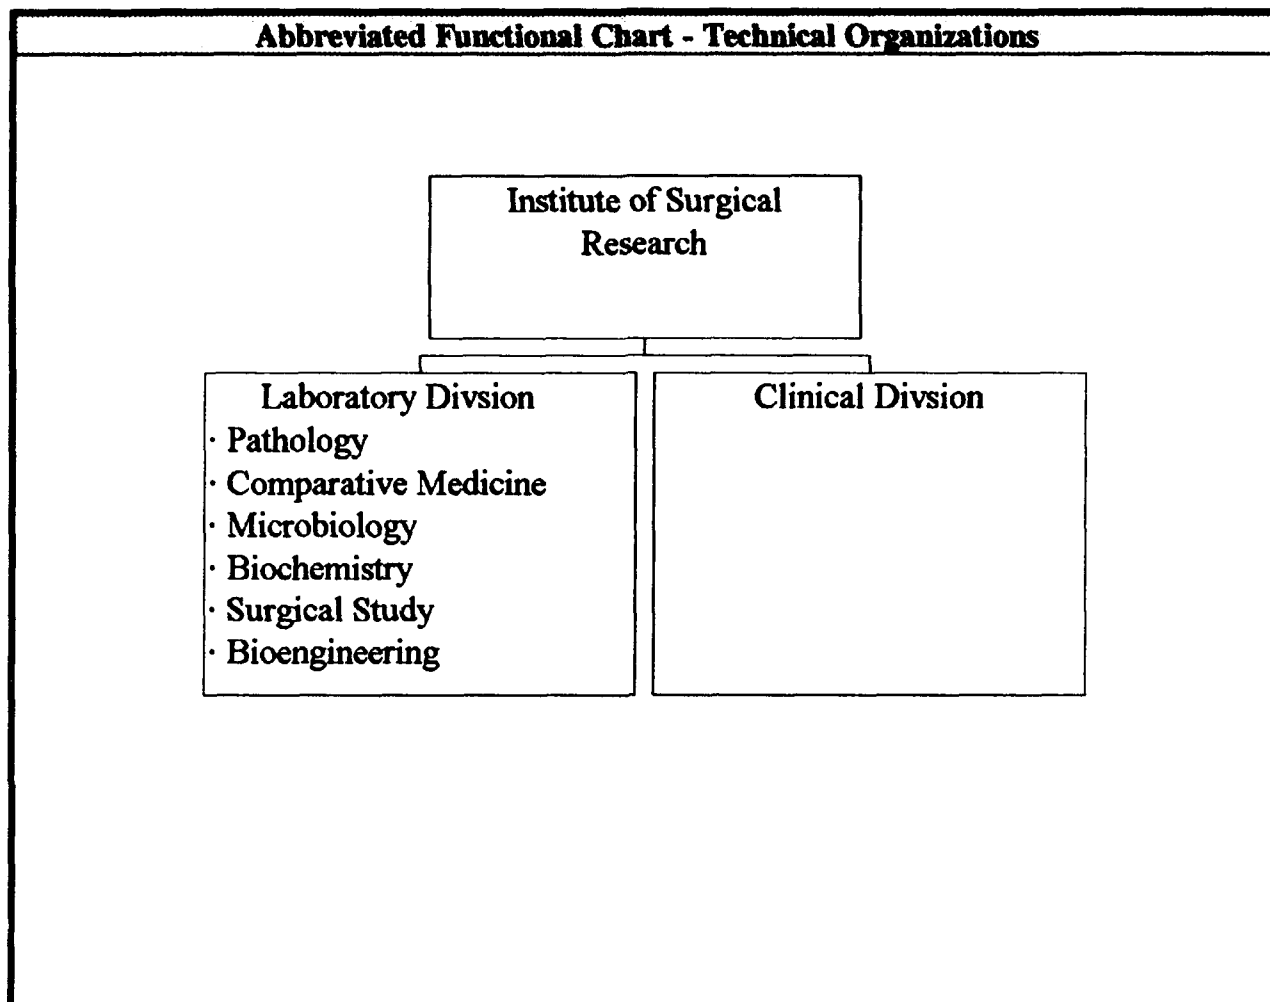 Abbreviated Functional Chart - Technical Organizations
Institute of Surgical
Research
Laboratory Divsion
· Pathology
· Comparative Medicine
· Microbiology
· Biochemistry
· Surgical Study
· Bioengineering
Clinical Divsion